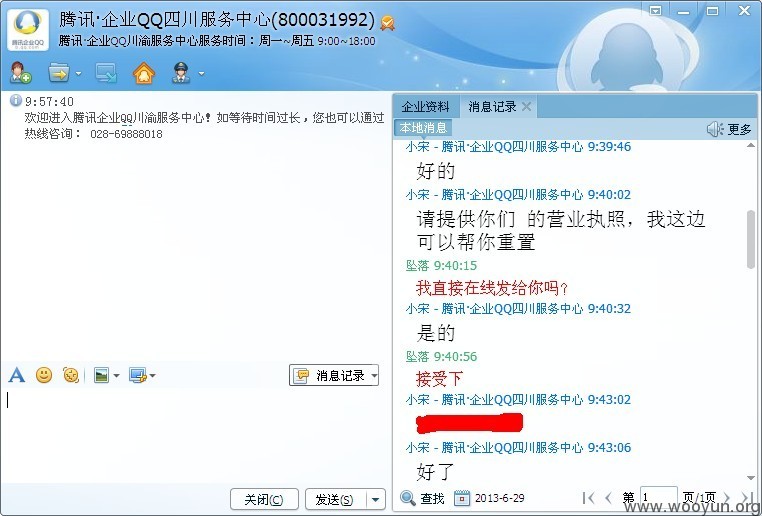 腾讯·企业QQ四川服务中心(800031992)
腾讯·企业QQ川渝服务中心服务时间：周一~周五 9:00~18:00
腾讯企业QQ
9:57:40
欢迎进入腾讯企业QQ川渝服务中心！如等待时间过长，您也可以通过
热线咨询： 028-69888018
企业资料 消息记录
本地消息 更多
小宋 - 腾讯·企业QQ四川服务中心 9:39:46
好的
小宋 - 腾讯·企业QQ四川服务中心 9:40:02
请提供你们 的营业执照，我这边
可以帮你重置
坠落 9:40:15
我直接在线发给你吗？
小宋 - 腾讯·企业QQ四川服务中心 9:40:32
是的
坠落 9:40:56
接受下
小宋 - 腾讯·企业QQ四川服务中心 9:43:02
小宋 - 腾讯·企业QQ四川服务中心 9:43:06
好了
消息记录
关闭(C) 发送(S)
查找 2013-6-29 第 1 页/1页
www.wooyun.org